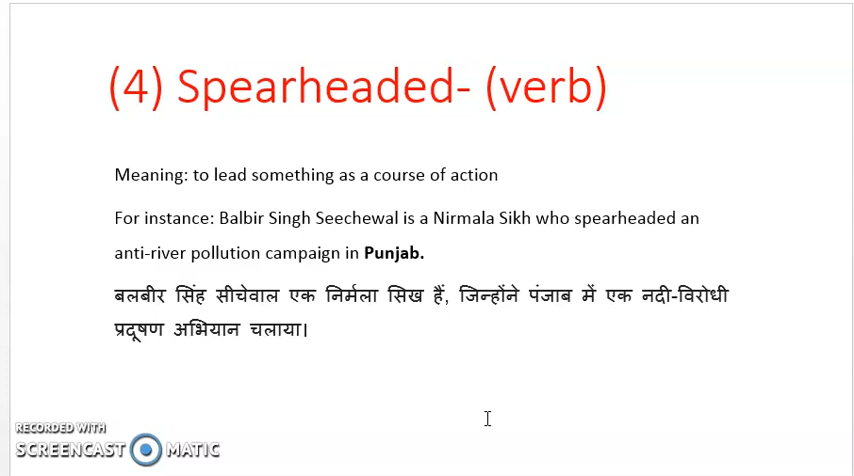 (4) Spearheaded- (verb)
Meaning: to lead something as a course of action
For instance: Balbir Singh Seechewal is a Nirmala Sikh who spearheaded an
anti-river pollution campaign in Punjab.
बलबीर सिंह सीचेवाल एक निर्मला सिख हैं, जिन्होंने पंजाब में एक नदी-विरोधी
प्रदूषण अभियान चलाया।
RECORDED WITH
SCREENCAST MATIC